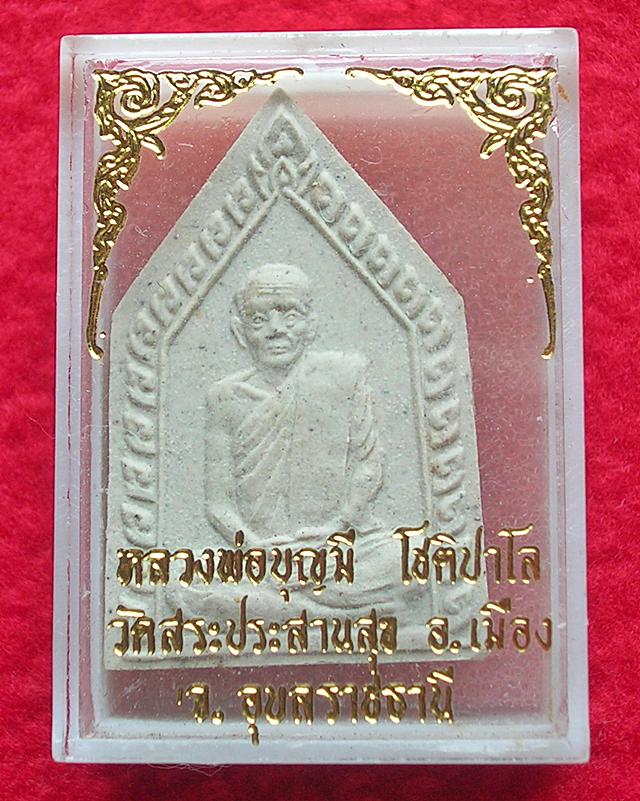 หลวงพ่อบุญมี โชติปาโล
วัดสระประสานสุข อ.เมือง
จ. อุบลราชธานี